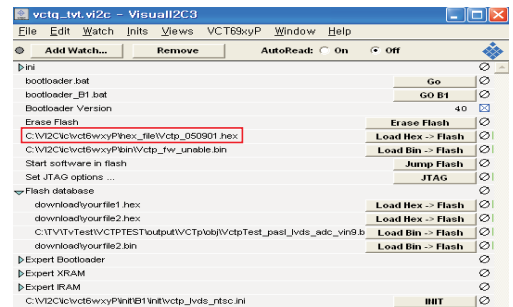 vctq_tvt.vi2c - VisualI2C3
File Edit Watch Inits Views VCT69xyP Window Help
Add Watch... Remove AutoRead: On Off
ini
bootloader.bat Go
bootloader_B1.bat GO B1
Bootloader Version 40
Erase Flash Erase Flash
C:\VI2C\ic\vct6wxyP\hex_file\Vctp_050901.hex Load Hex -> Flash
C:\VI2C\ic\vct6wxyP\bin\Vctp_fw_unable.bin Load Bin -> Flash
Start software in flash Jump Flash
Set JTAG options ... JTAG
Flash database
download\yourfile1.hex Load Hex -> Flash
download\yourfile2.hex Load Hex -> Flash
C:\TV\TvTest\VCTPTEST\output\VCTp\obj\VctpTest_pasl_lvds_adc_vin9.b Load Bin -> Flash
download\yourfile2.bin Load Bin -> Flash
Expert Bootloader
Expert XRAM
Expert IRAM
C:\VI2C\ic\vct6wxyP\init\B1\init\vctp_lvds_ntsc.ini INIT